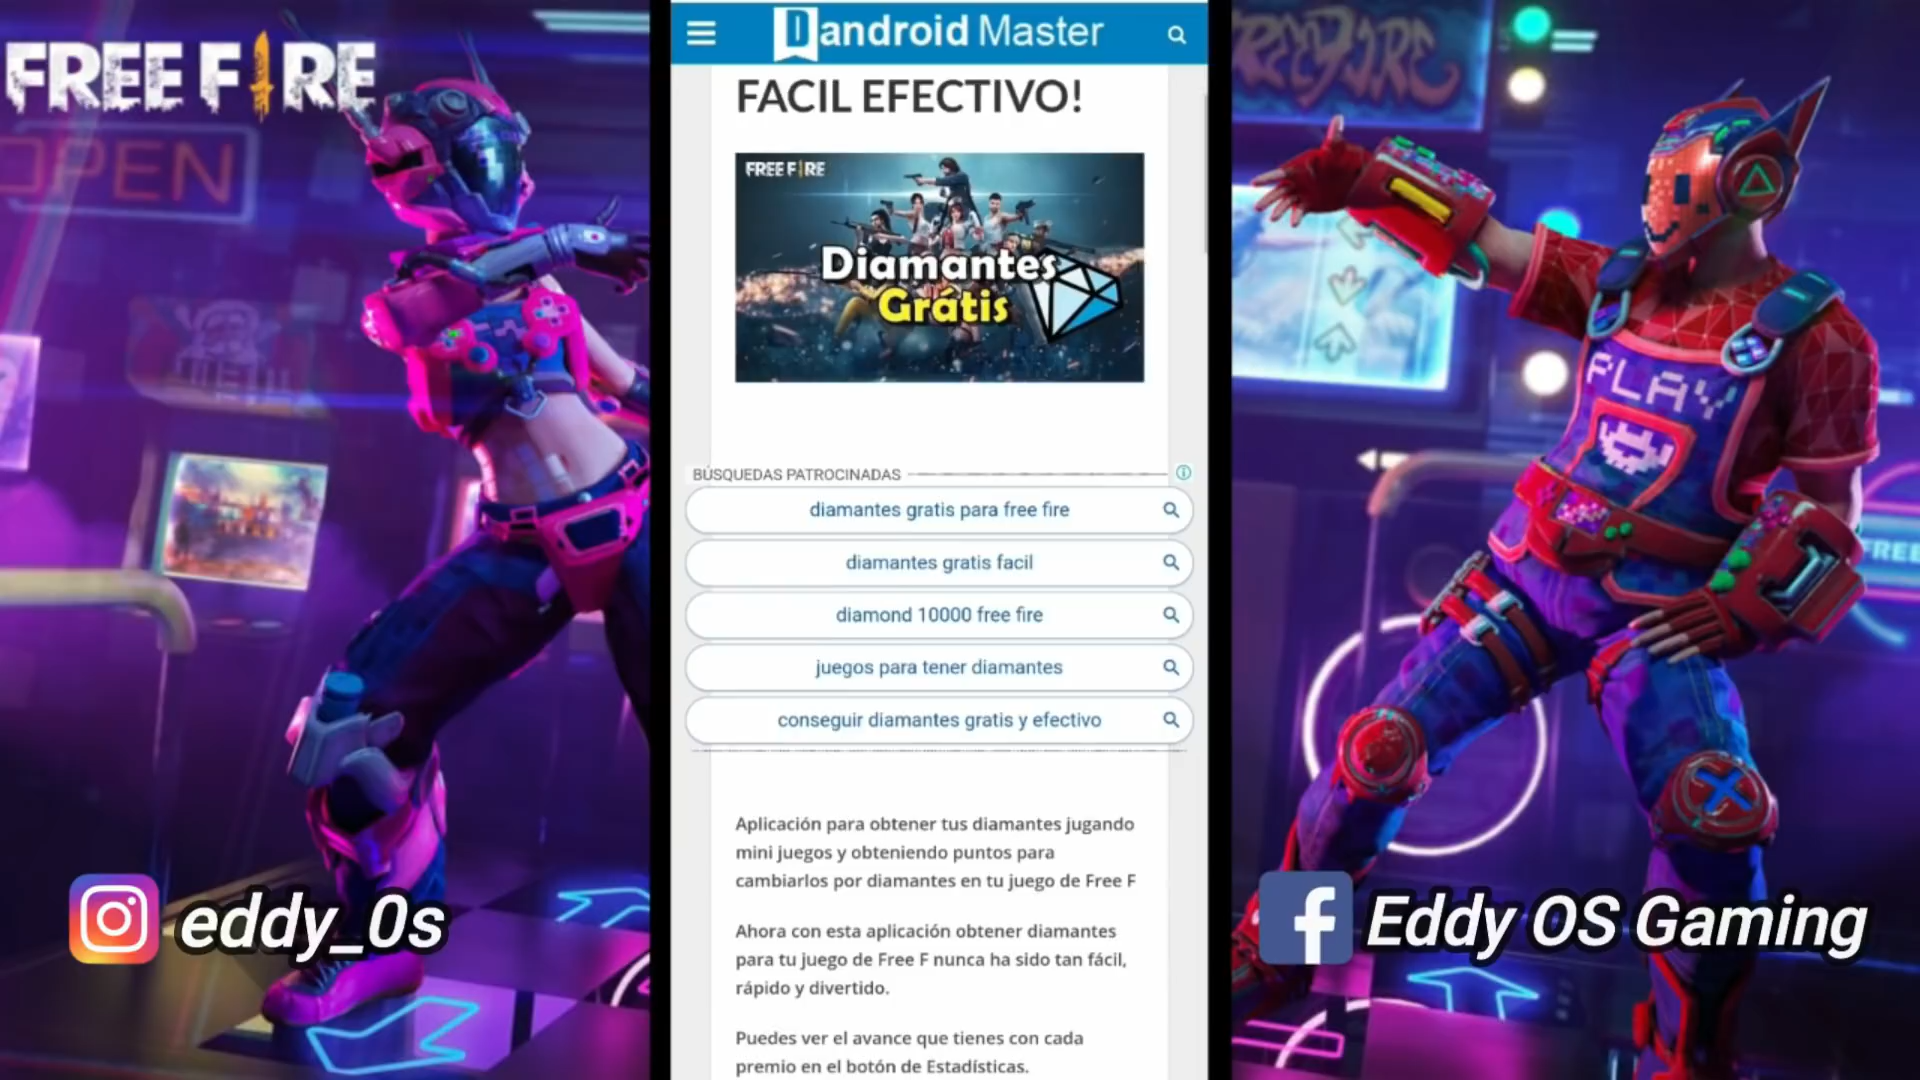 FREE FIRE
OPEN
Dandroid Master
FACIL EFECTIVO!
FREE FIRE
Diamantes
Grátis
BÚSQUEDAS PATROCINADAS
diamantes gratis para free fire
diamantes gratis facil
diamond 10000 free fire
juegos para tener diamantes
conseguir diamantes gratis y efectivo
Aplicación para obtener tus diamantes jugando
mini juegos y obteniendo puntos para
cambiarlos por diamantes en tu juego de Free F
Ahora con esta aplicación obtener diamantes
para tu juego de Free F nunca ha sido tan fácil,
rápido y divertido.
Puedes ver el avance que tienes con cada
premio en el botón de Estadísticas.
FREEFIRE
PLAY
FREE
eddy_0s
Eddy OS Gaming